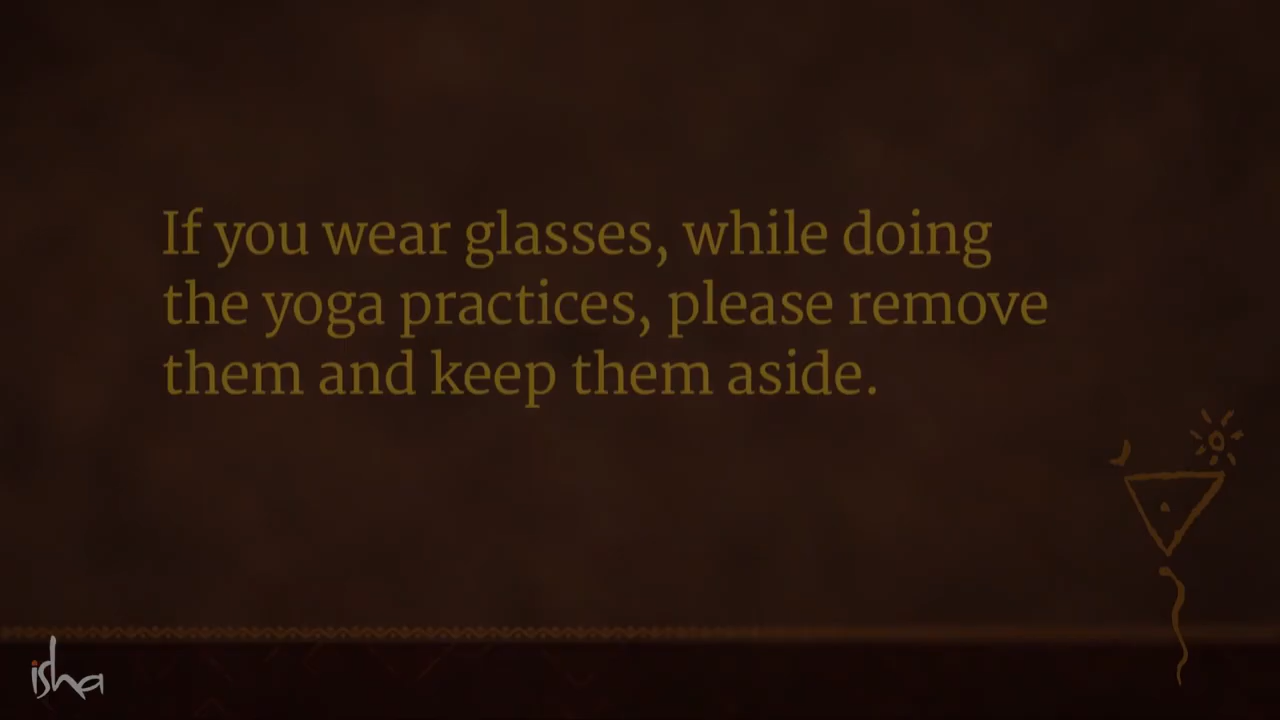 If you wear glasses, while doing
the yoga practices, please remove
them and keep them aside.
isha